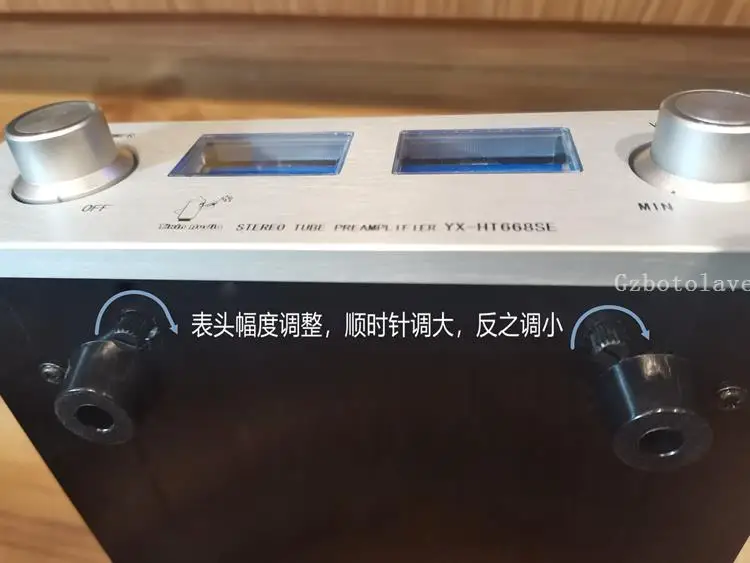 OFF
STEREO TUBE PREAMPLIFIER YX-HT668SE
MIN
Gzbotolave
表头幅度调整，顺时针调大，反之调小